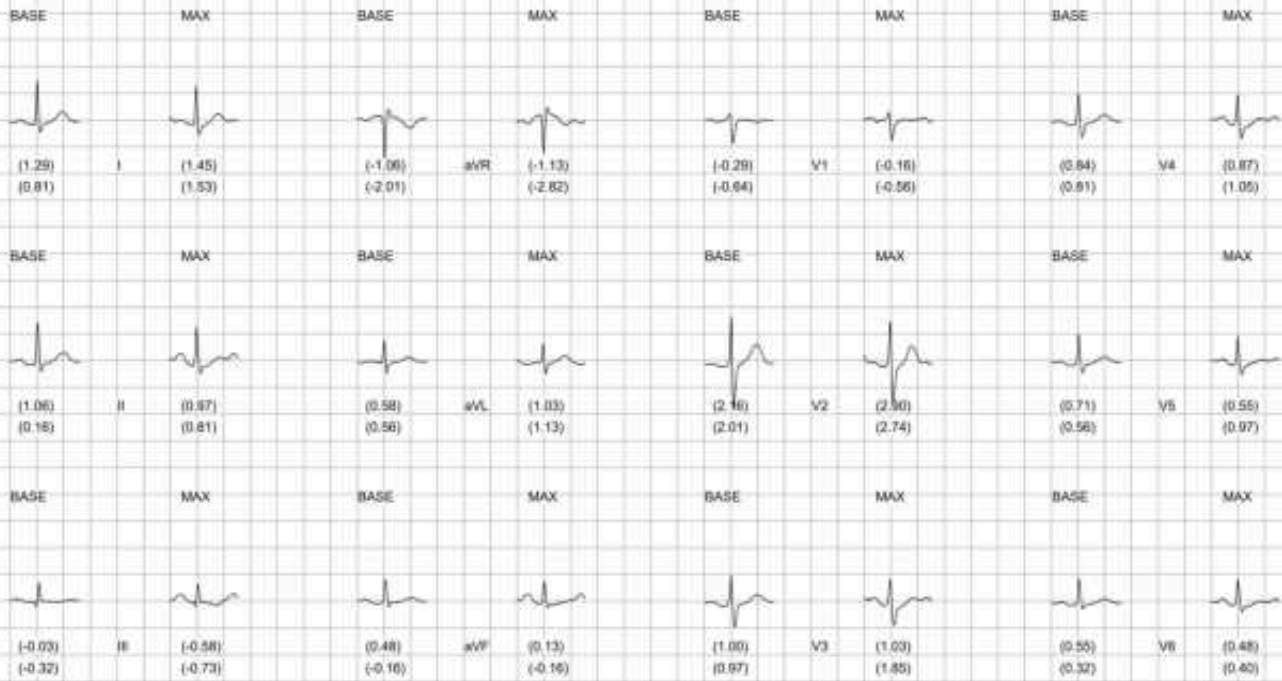 BASE MAX BASE MAX BASE MAX BASE MAX
(1.29) I (1.45) (-1.06) aVR (-1.13) (-0.29) V1 (-0.16) (0.84) V4 (0.87)
(0.81) (1.53) (-2.01) (-2.82) (-0.64) (-0.56) (0.81) (1.05)
BASE MAX BASE MAX BASE MAX BASE MAX
(1.06) II (0.97) (0.58) aVL (1.03) V2 (0.71) V5 (0.55)
(0.16) (0.81) (0.56) (1.13) (2.01) (2.74) (0.56) (0.97)
BASE MAX BASE MAX BASE MAX BASE MAX
(-0.03) III (-0.58) (0.48) aVF (0.13) (1.00) V3 (1.03) (0.55) V6 (0.48)
(-0.32) (-0.73) (-0.16) (-0.16) (0.97) (1.85) (0.32) (0.40)